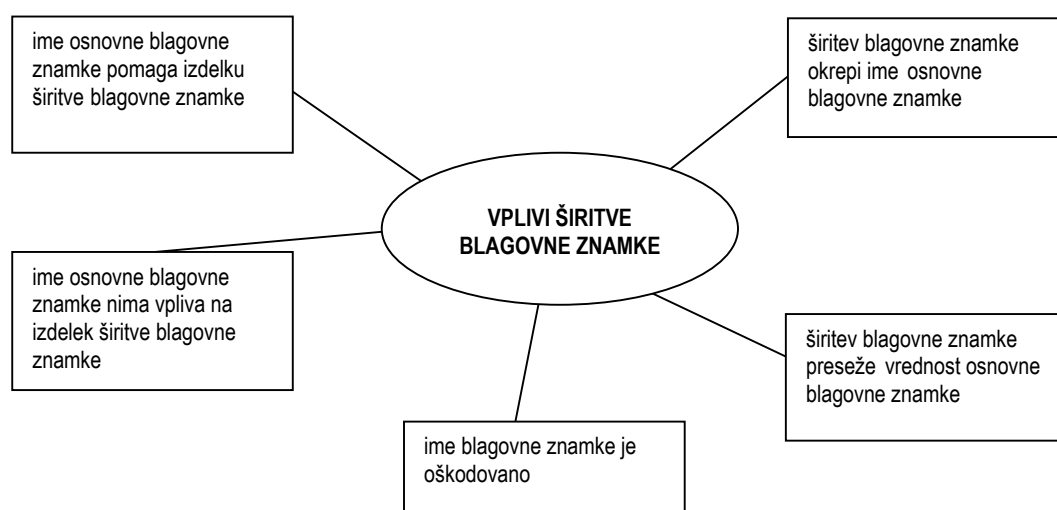 ime osnovne blagovne
znamke pomaga izdelku
širitve blagovne znamke
širitev blagovne znamke
okrepi ime osnovne
blagovne znamke
VPLIVI ŠIRITVE
BLAGOVNE ZNAMKE
ime osnovne blagovne
znamke nima vpliva na
izdelek širitve blagovne
znamke
širitev blagovne znamke
preseže vrednost osnovne
blagovne znamke
ime blagovne znamke je
oškodovano